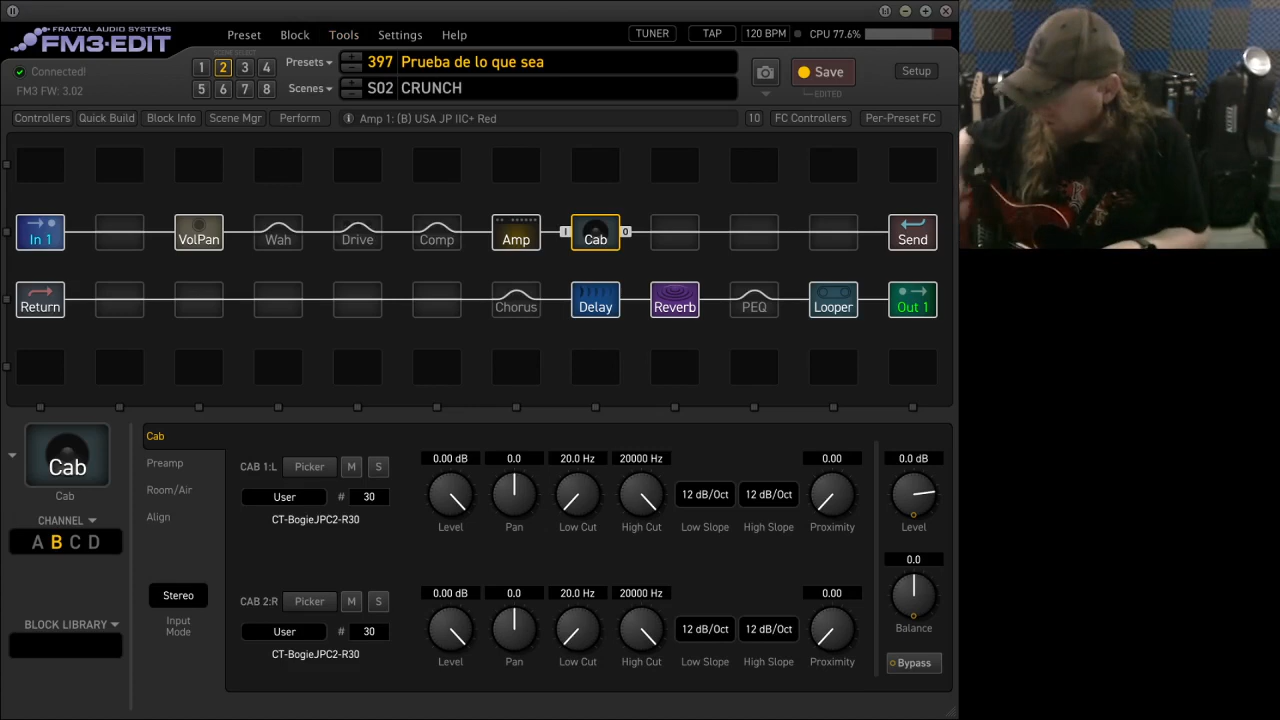 FRACTAL AUDIO SYSTEMS
FM3-EDIT
Preset Block Tools Settings Help
TUNER TAP 120 BPM CPU 77.6%
SCENE SELECT
1 2 3 4
5 6 7 8
Presets 397 Prueba de lo que sea
Scenes S02 CRUNCH
Save
EDITED
Setup
Connected!
FM3 FW: 3.02
Controllers Quick Build Block Info Scene Mgr Perform Amp 1: (B) USA JP IIC+ Red 10 FC Controllers Per-Preset FC
In 1 VolPan Wah Drive Comp Amp I Cab O Send
Return Chorus Delay Reverb PEQ Looper Out 1
Cab
Cab
CHANNEL
A B C D
BLOCK LIBRARY
Cab
Preamp
Room/Air
Align
Stereo
Input
Mode
CAB 1:L Picker M S
User # 30
CT-BogieJPC2-R30
0.00 dB 0.0 20.0 Hz 20000 Hz 0.00
12 dB/Oct 12 dB/Oct
Level Pan Low Cut High Cut Low Slope High Slope Proximity
CAB 2:R Picker M S
User # 30
CT-BogieJPC2-R30
0.00 dB 0.0 20.0 Hz 20000 Hz 0.00
12 dB/Oct 12 dB/Oct
Level Pan Low Cut High Cut Low Slope High Slope Proximity
0.0 dB
Level
0.0
Balance
Bypass